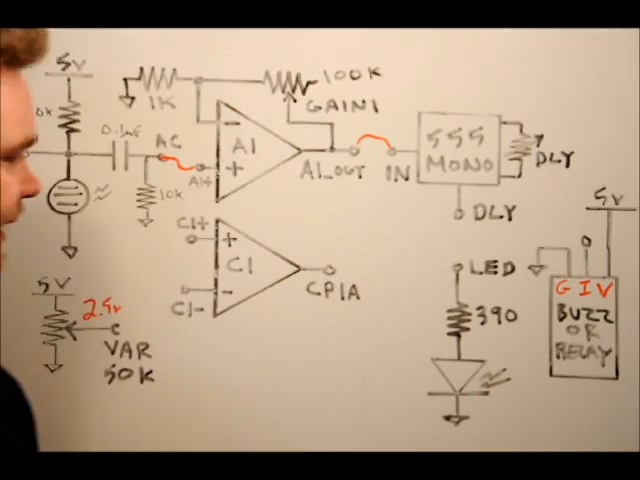 5v
1K
100K
GAIN1
0.1uF
AC
A1
A1+
10k
A1_OUT
IN
555
MONO
DLY
DLY
5v
C1+
C1
C1-
CP1A
LED
390
G I V
BUZZ
OR
RELAY
5V
2.5v
VAR
50K